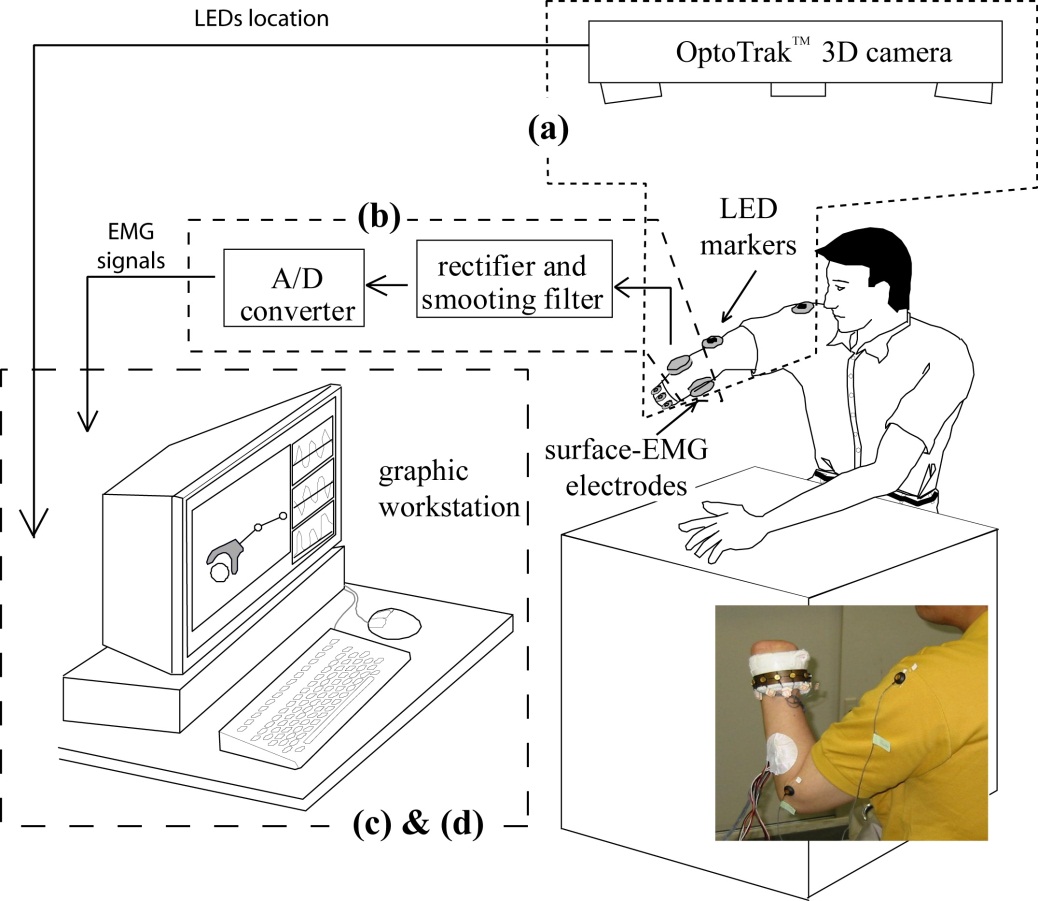 LEDs location
OptoTrak™ 3D camera
(a)
(b)
LED
markers
EMG
signals
A/D
converter
rectifier and
smooting filter
surface-EMG
electrodes
graphic
workstation
(c) & (d)